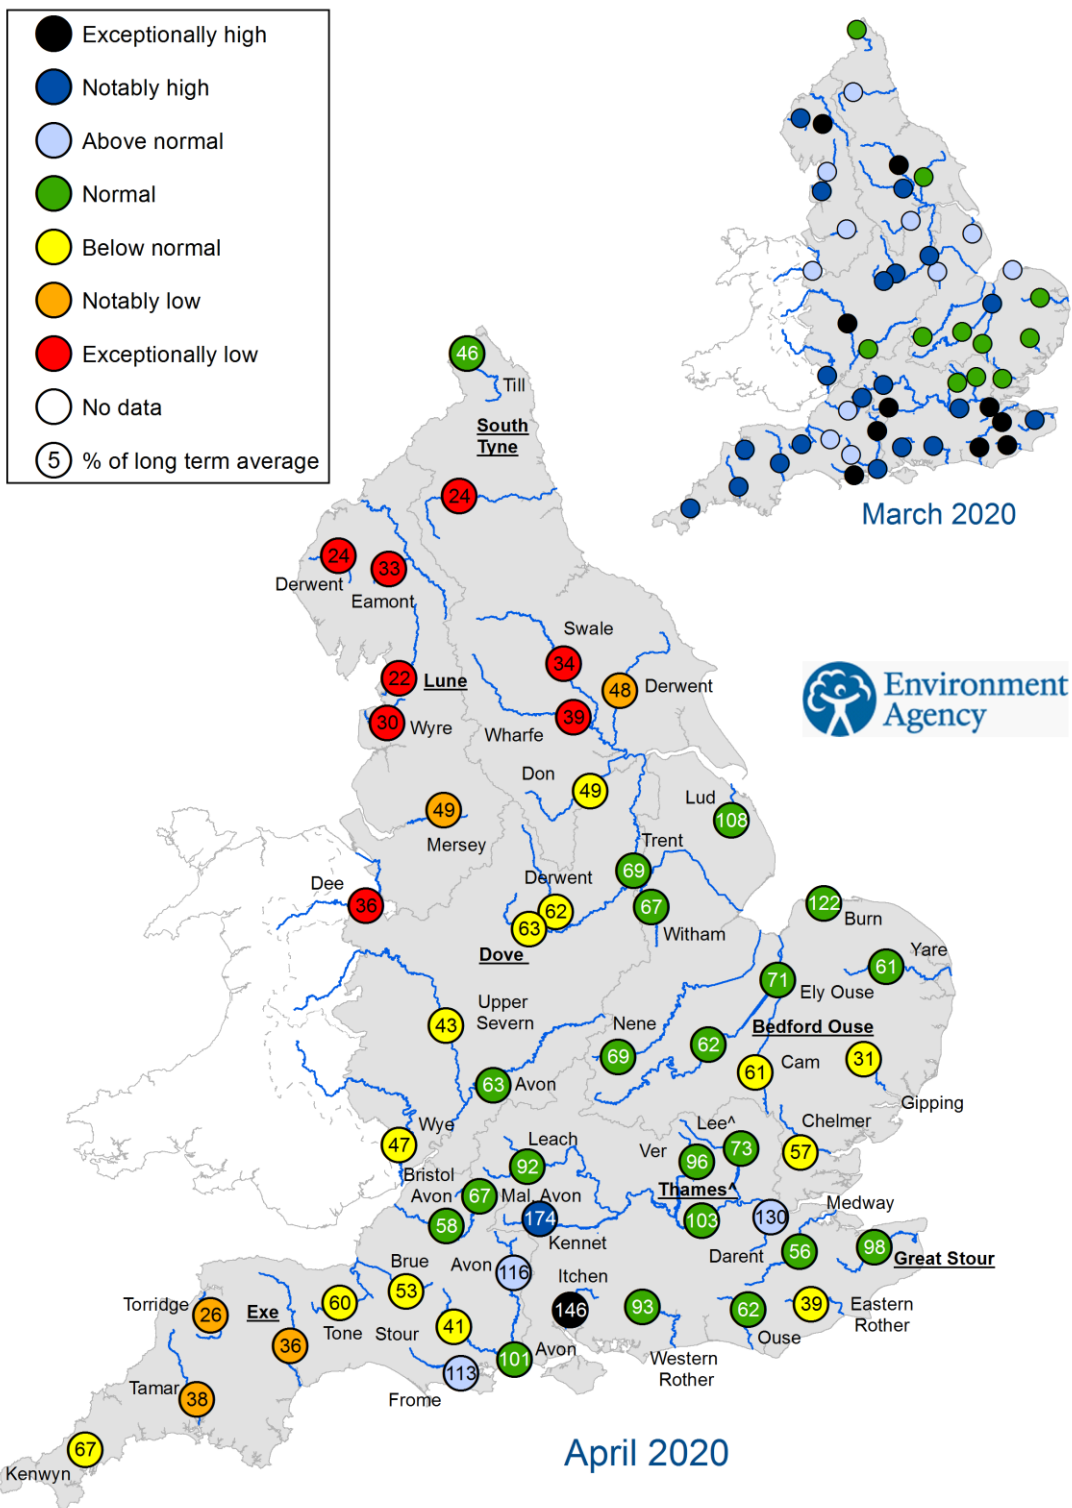 Exceptionally high
Notably high
Above normal
Normal
Below normal
Notably low
Exceptionally low
No data
5 % of long term average
March 2020
46
Till
South
Tyne
24
24
Derwent
33
Eamont
Swale
34
22
Lune
48
Derwent
30
Wyre
39
Wharfe
Environment
Agency
Don
49
Lud
108
49
Mersey
Trent
69
Dee
36
Derwent
62
63
Dove
67
Witham
122
Burn
Yare
61
71
Ely Ouse
Upper
Severn
43
Nene
69
62
Bedford Ouse
61
Cam
31
Gipping
63
Avon
Wye
47
Leach
92
Lee^
Ver
96
73
Chelmer
57
Bristol
Avon
67
Mal. Avon
58
174
Kennet
Thames^
103
130
Darent
Medway
56
98
Great Stour
Brue
53
Avon
116
Itchen
146
93
Western
Rother
62
Ouse
39
Eastern
Rother
Torridge
26
Exe
36
60
Tone
Stour
41
101
Avon
113
Frome
Tamar
38
67
Kenwyn
April 2020